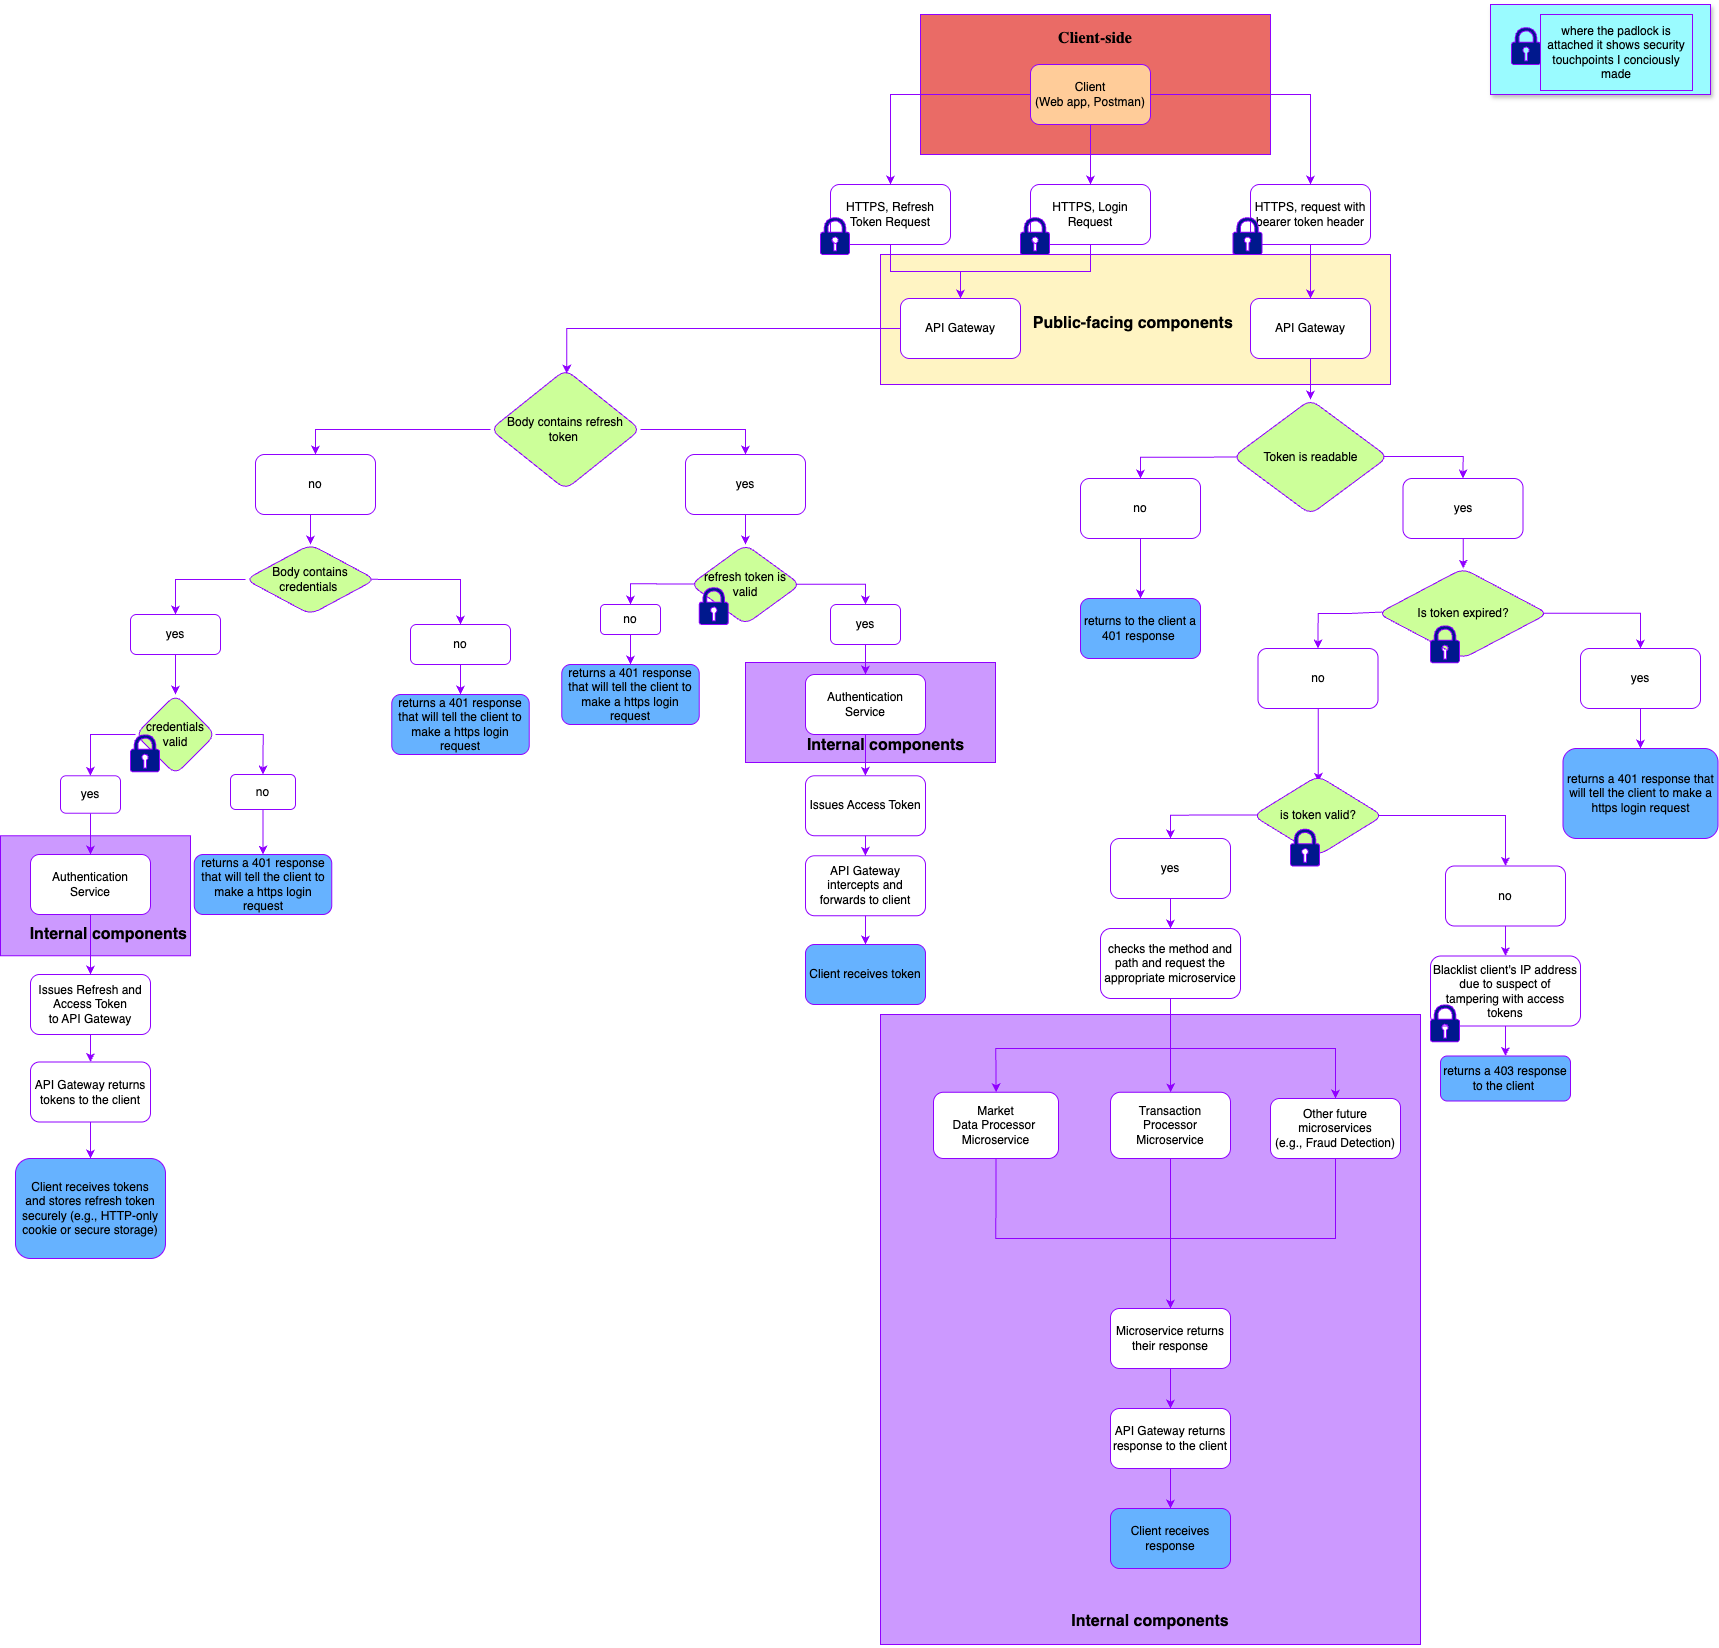 Client-side
Client
(Web app, Postman)
where the padlock is
attached it shows security
touchpoints I conciously
made
HTTPS, Refresh
Token Request
HTTPS, Login
Request
HTTPS, request with
bearer token header
API Gateway
Public-facing components
API Gateway
Body contains refresh
token
no
yes
Body contains
credentials
yes
no
returns a 401 response
that will tell the client to
make a https login
request
credentials
valid
yes
no
returns a 401 response
that will tell the client to
make a https login
request
Authentication
Service
Internal components
Issues Refresh and
Access Token
to API Gateway
API Gateway returns
tokens to the client
Client receives tokens
and stores refresh token
securely (e.g., HTTP-only
cookie or secure storage)
refresh token is
valid
no
yes
returns a 401 response
that will tell the client to
make a https login
request
Authentication
Service
Internal components
Issues Access Token
API Gateway
intercepts and
forwards to client
Client receives token
Token is readable
no
yes
returns to the client a
401 response
Is token expired?
no
yes
returns a 401 response that
will tell the client to make a
https login request
is token valid?
yes
no
checks the method and
path and request the
appropriate microservice
Blacklist client's IP address
due to suspect of
tampering with access
tokens
returns a 403 response
to the client
Market
Data Processor
Microservice
Transaction
Processor
Microservice
Other future
microservices
(e.g., Fraud Detection)
Microservice returns
their response
API Gateway returns
response to the client
Client receives
response
Internal components